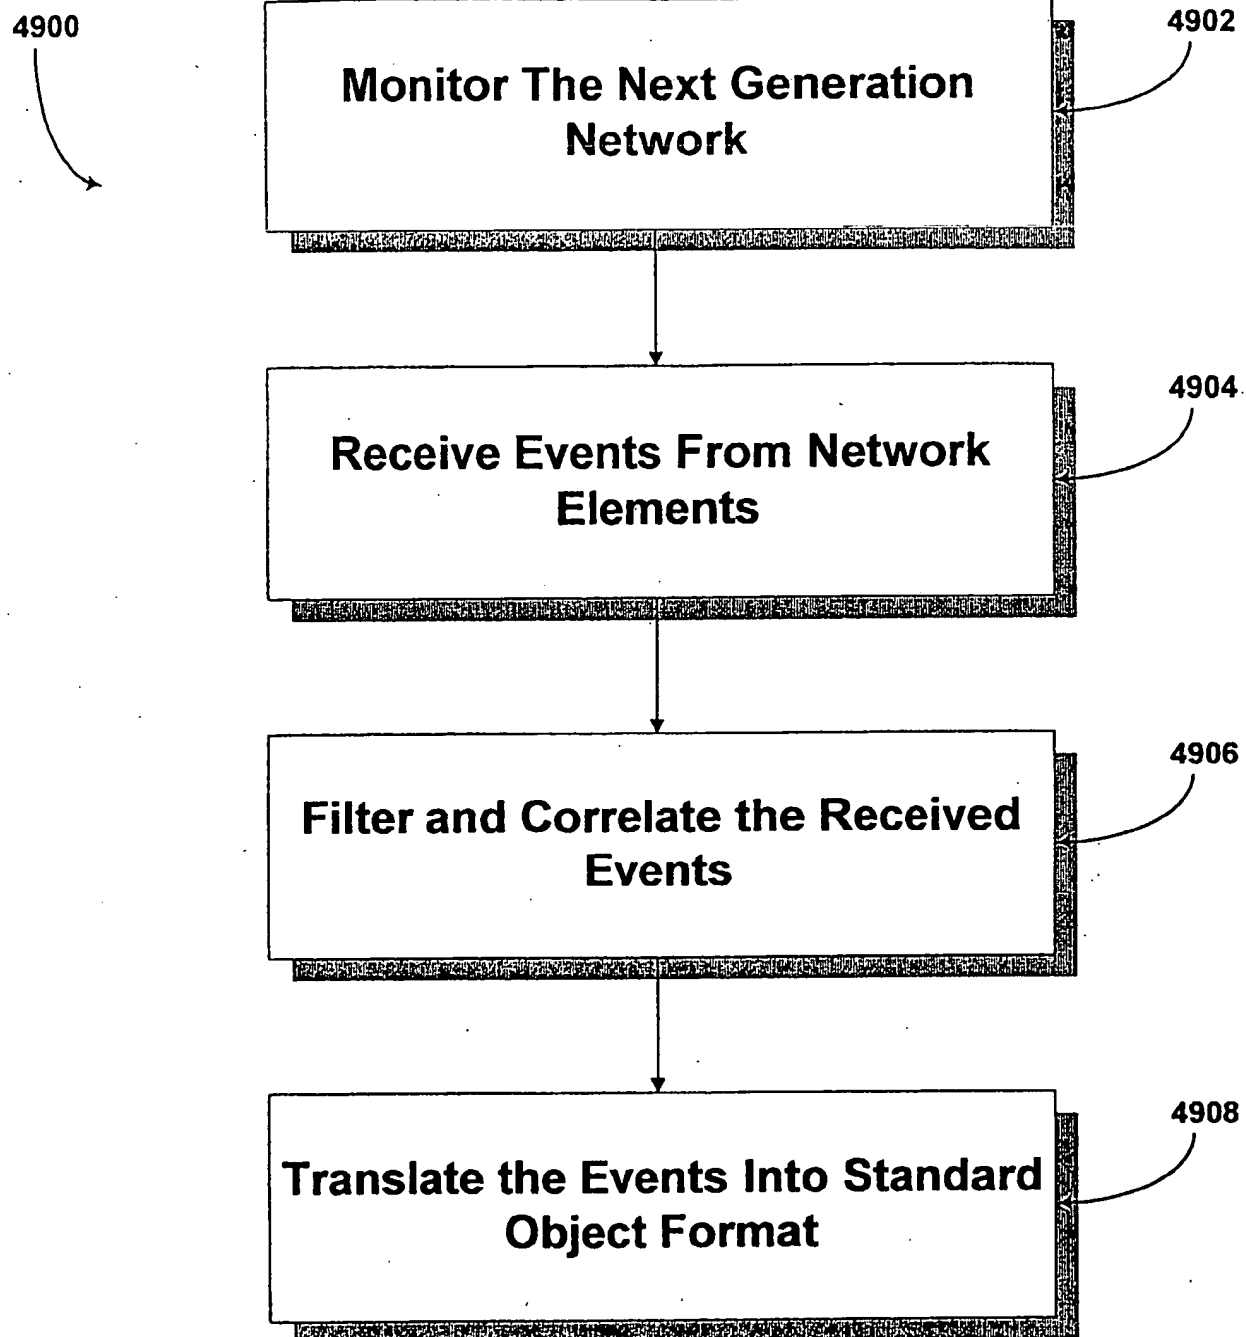 4900
4902
Monitor The Next Generation
Network
4904
Receive Events From Network
Elements
4906
Filter and Correlate the Received
Events
4908
Translate the Events Into Standard
Object Format